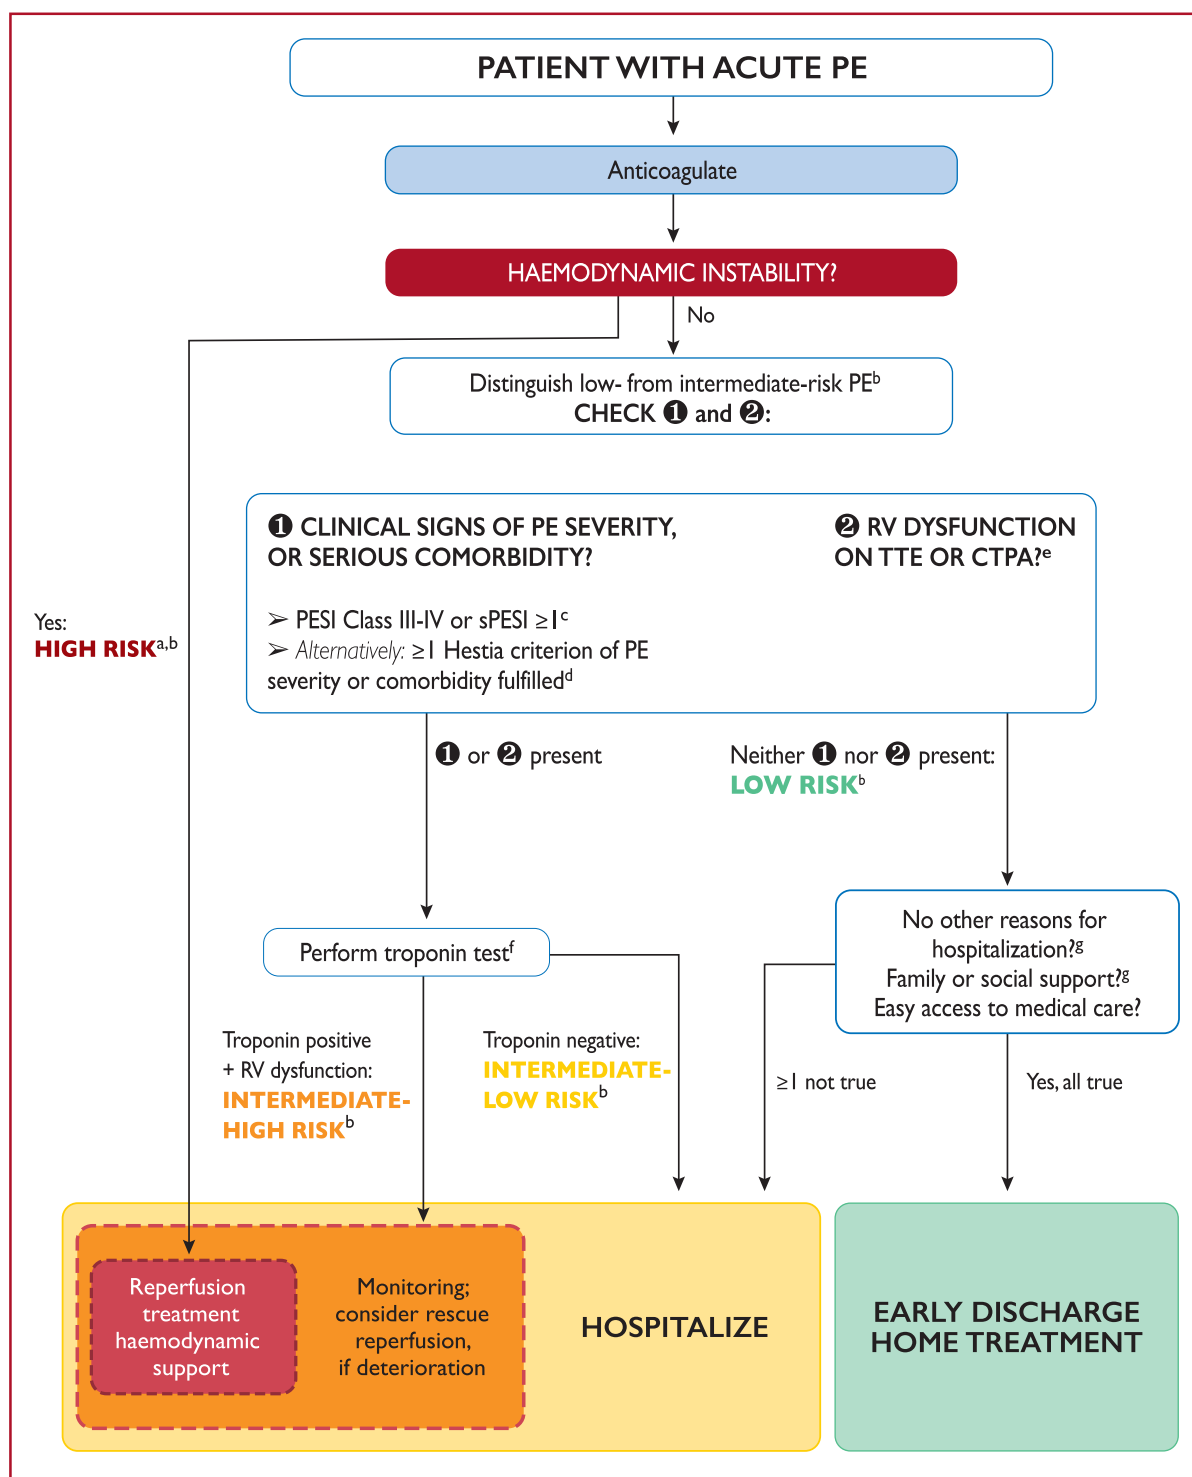 PATIENT WITH ACUTE PE
Anticoagulate
HAEMODYNAMIC INSTABILITY?
No
Distinguish low- from intermediate-risk PEᵇ
CHECK ❶ and ❷:
❶ CLINICAL SIGNS OF PE SEVERITY,
OR SERIOUS COMORBIDITY?
➢ PESI Class III-IV or sPESI ≥1ᶜ
➢ Alternatively: ≥1 Hestia criterion of PE
severity or comorbidity fulfilledᵈ
❷ RV DYSFUNCTION
ON TTE OR CTPA?ᵉ
Yes:
HIGH RISKᵃ,ᵇ
❶ or ❷ present
Neither ❶ nor ❷ present:
LOW RISKᵇ
Perform troponin testᶠ
No other reasons for
hospitalization?ᵍ
Family or social support?ᵍ
Easy access to medical care?
Troponin positive
+ RV dysfunction:
INTERMEDIATE-
HIGH RISKᵇ
Troponin negative:
INTERMEDIATE-
LOW RISKᵇ
≥1 not true
Yes, all true
Reperfusion
treatment
haemodynamic
support
Monitoring;
consider rescue
reperfusion,
if deterioration
HOSPITALIZE
EARLY DISCHARGE
HOME TREATMENT